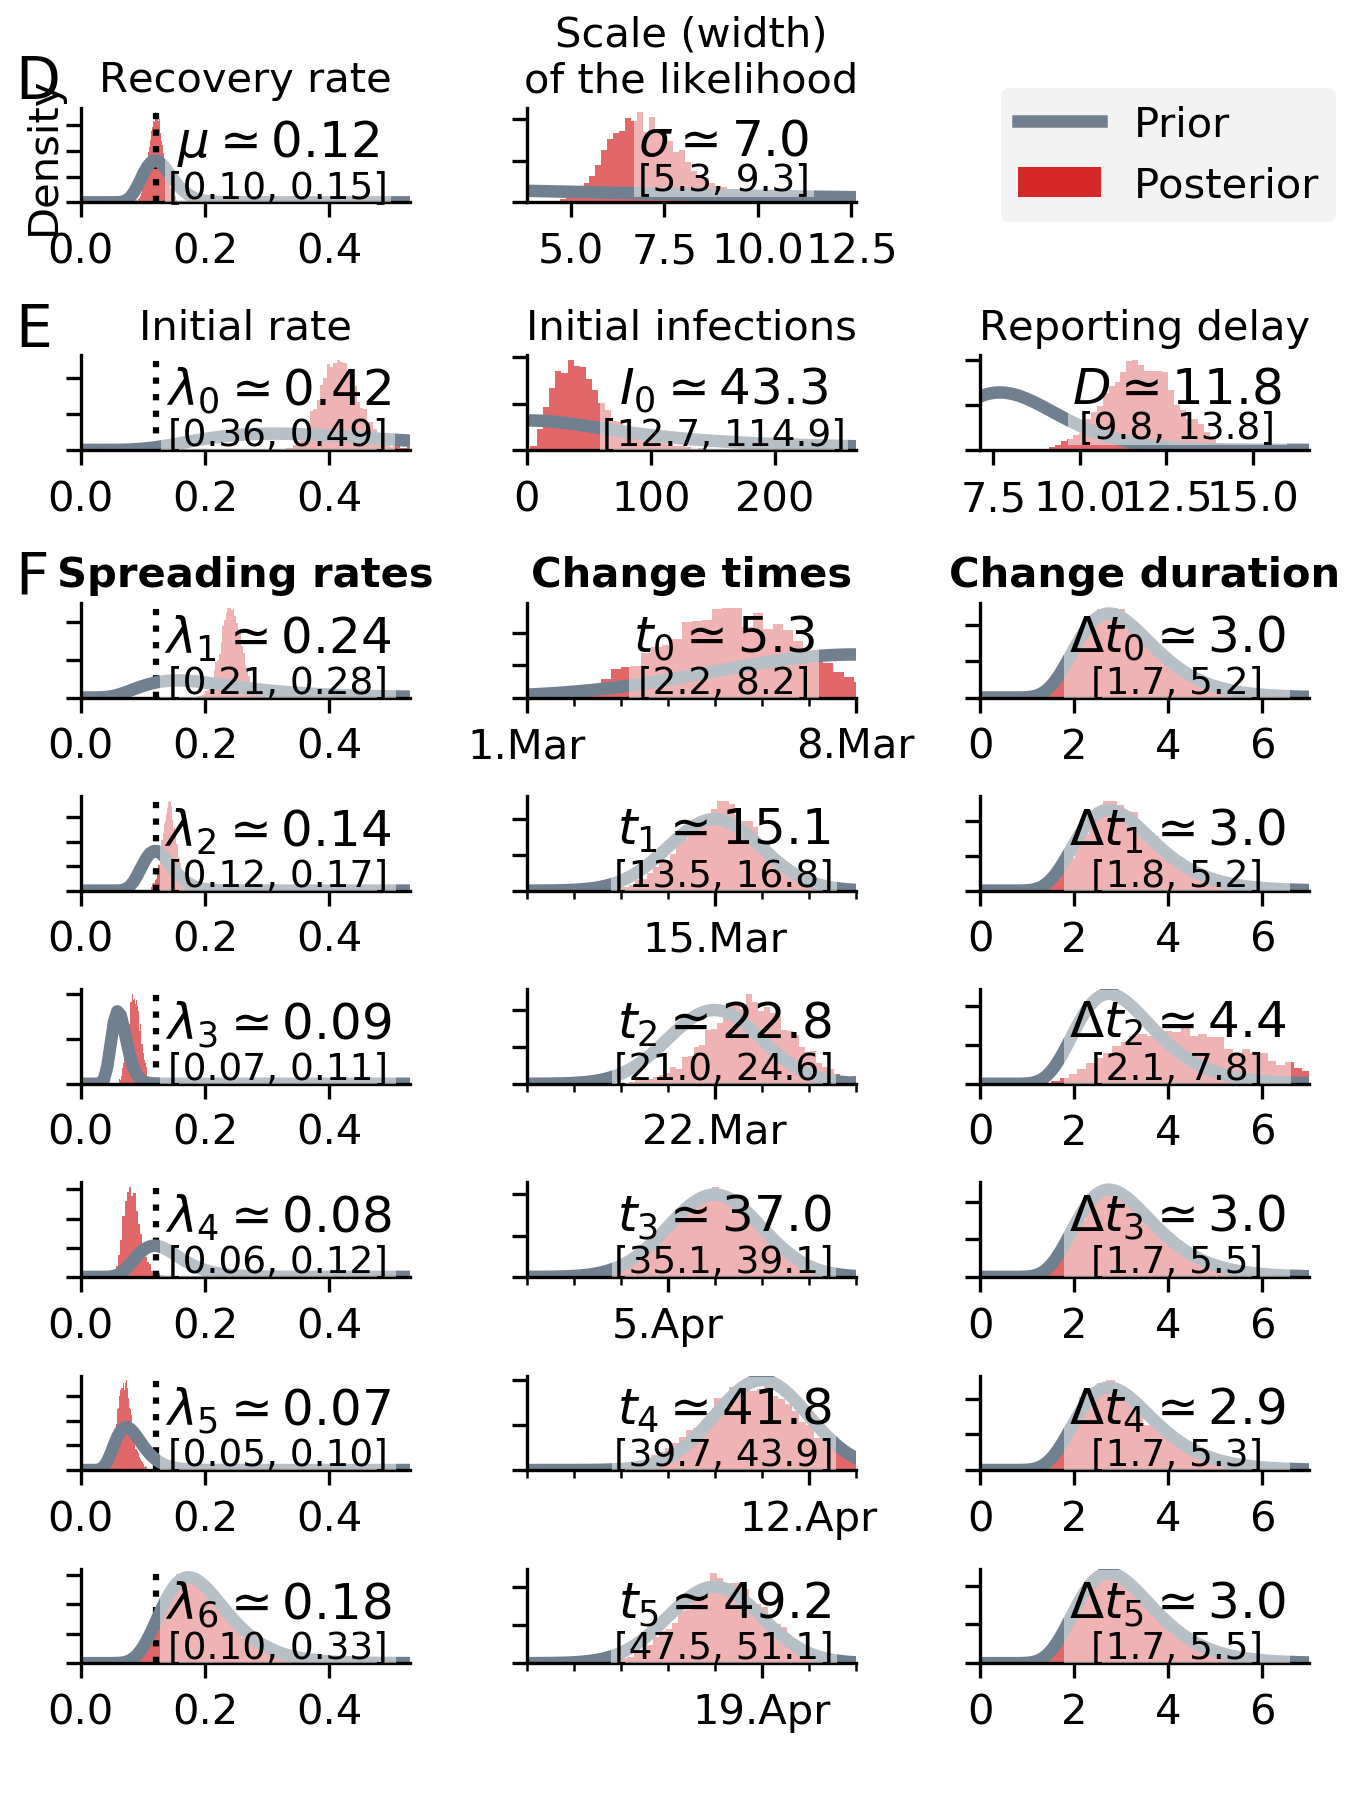 D
Recovery rate
Scale (width)
of the likelihood
Density
μ ≃ 0.12
[0.10, 0.15]
0.0 0.2 0.4
σ ≃ 7.0
[5.3, 9.3]
5.0 7.5 10.0 12.5
Prior
Posterior
E
Initial rate
λ0 ≃ 0.42
[0.36, 0.49]
0.0 0.2 0.4
Initial infections
I0 ≃ 43.3
[12.7, 114.9]
0 100 200
Reporting delay
D ≃ 11.8
[9.8, 13.8]
7.5 10.0 12.5 15.0
F
Spreading rates
Change times
Change duration
λ1 ≃ 0.24
[0.21, 0.28]
0.0 0.2 0.4
t0 ≃ 5.3
[2.2, 8.2]
1.Mar 8.Mar
Δt0 ≃ 3.0
[1.7, 5.2]
0 2 4 6
λ2 ≃ 0.14
[0.12, 0.17]
0.0 0.2 0.4
t1 ≃ 15.1
[13.5, 16.8]
15.Mar
Δt1 ≃ 3.0
[1.8, 5.2]
0 2 4 6
λ3 ≃ 0.09
[0.07, 0.11]
0.0 0.2 0.4
t2 ≃ 22.8
[21.0, 24.6]
22.Mar
Δt2 ≃ 4.4
[2.1, 7.8]
0 2 4 6
λ4 ≃ 0.08
[0.06, 0.12]
0.0 0.2 0.4
t3 ≃ 37.0
[35.1, 39.1]
5.Apr
Δt3 ≃ 3.0
[1.7, 5.5]
0 2 4 6
λ5 ≃ 0.07
[0.05, 0.10]
0.0 0.2 0.4
t4 ≃ 41.8
[39.7, 43.9]
12.Apr
Δt4 ≃ 2.9
[1.7, 5.3]
0 2 4 6
λ6 ≃ 0.18
[0.10, 0.33]
0.0 0.2 0.4
t5 ≃ 49.2
[47.5, 51.1]
19.Apr
Δt5 ≃ 3.0
[1.7, 5.5]
0 2 4 6